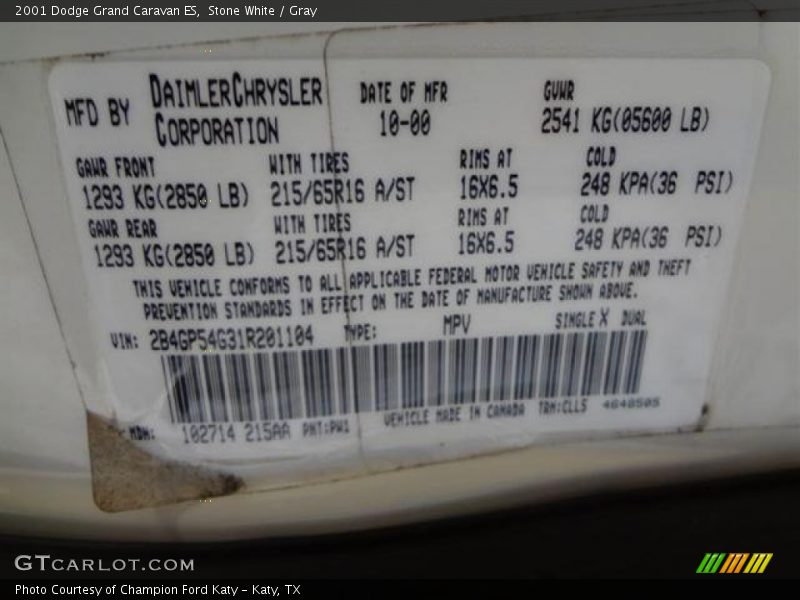 2001 Dodge Grand Caravan ES, Stone White / Gray
MFD BY DAIMLERCHRYSLER CORPORATION
DATE OF MFR 10-00
GVWR 2541 KG(05600 LB)
GAWR FRONT WITH TIRES RIMS AT COLD
1293 KG(2850 LB) 215/65R16 A/ST 16X6.5 248 KPA(36 PSI)
GAWR REAR WITH TIRES RIMS AT COLD
1293 KG(2850 LB) 215/65R16 A/ST 16X6.5 248 KPA(36 PSI)
THIS VEHICLE CONFORMS TO ALL APPLICABLE FEDERAL MOTOR VEHICLE SAFETY AND THEFT
PREVENTION STANDARDS IN EFFECT ON THE DATE OF MANUFACTURE SHOWN ABOVE.
VIN: 2B4GP54G31R201104 TYPE: MPV SINGLE X DUAL
MDH: 102714 215AA PNT:PW1 VEHICLE MADE IN CANADA TRM:CLLS 4648505
GTCARLOT.COM
Photo Courtesy of Champion Ford Katy - Katy, TX